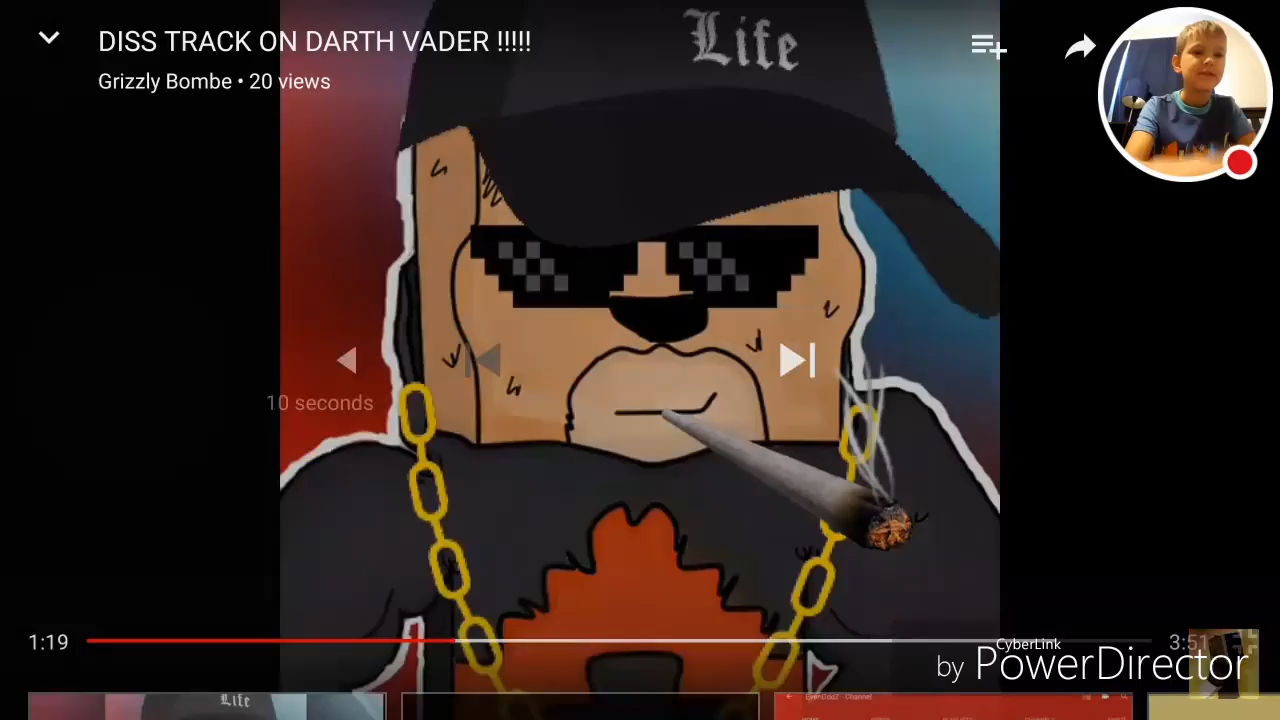 DISS TRACK ON DARTH VADER !!!!!
Grizzly Bombe • 20 views
Life
10 seconds
1:19
3:51
CyberLink
by PowerDirector
Life
Channel